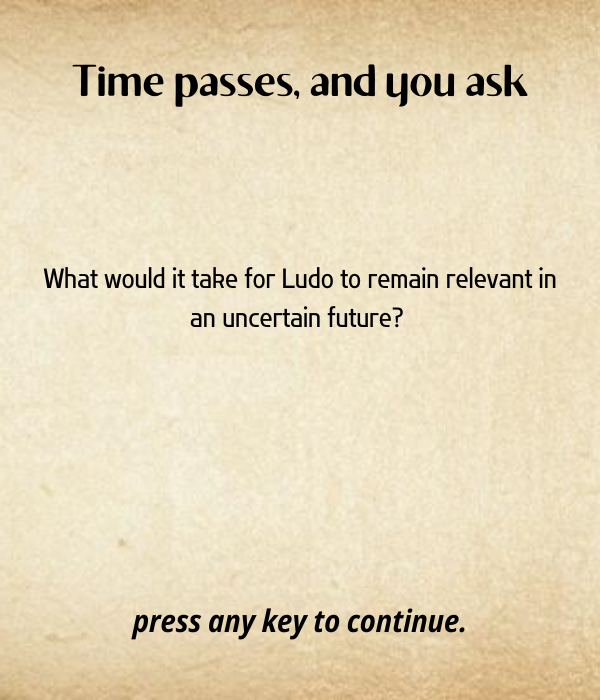 Time passes, and you ask
What would it take for Ludo to remain relevant in
an uncertain future?
press any key to continue.